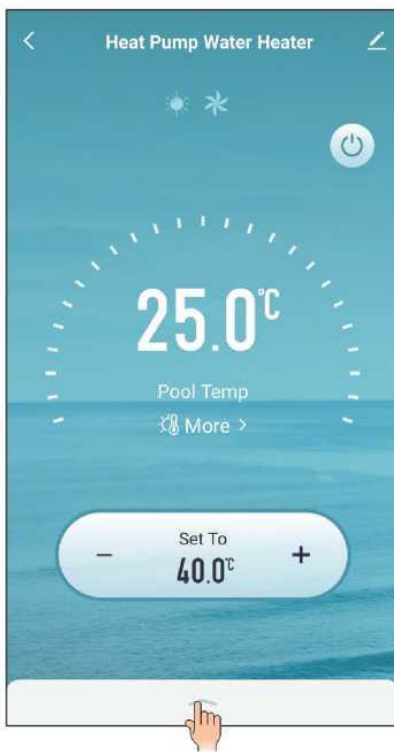 Heat Pump Water Heater
25.0℃
Pool Temp
More >
Set To
− 40.0℃ +